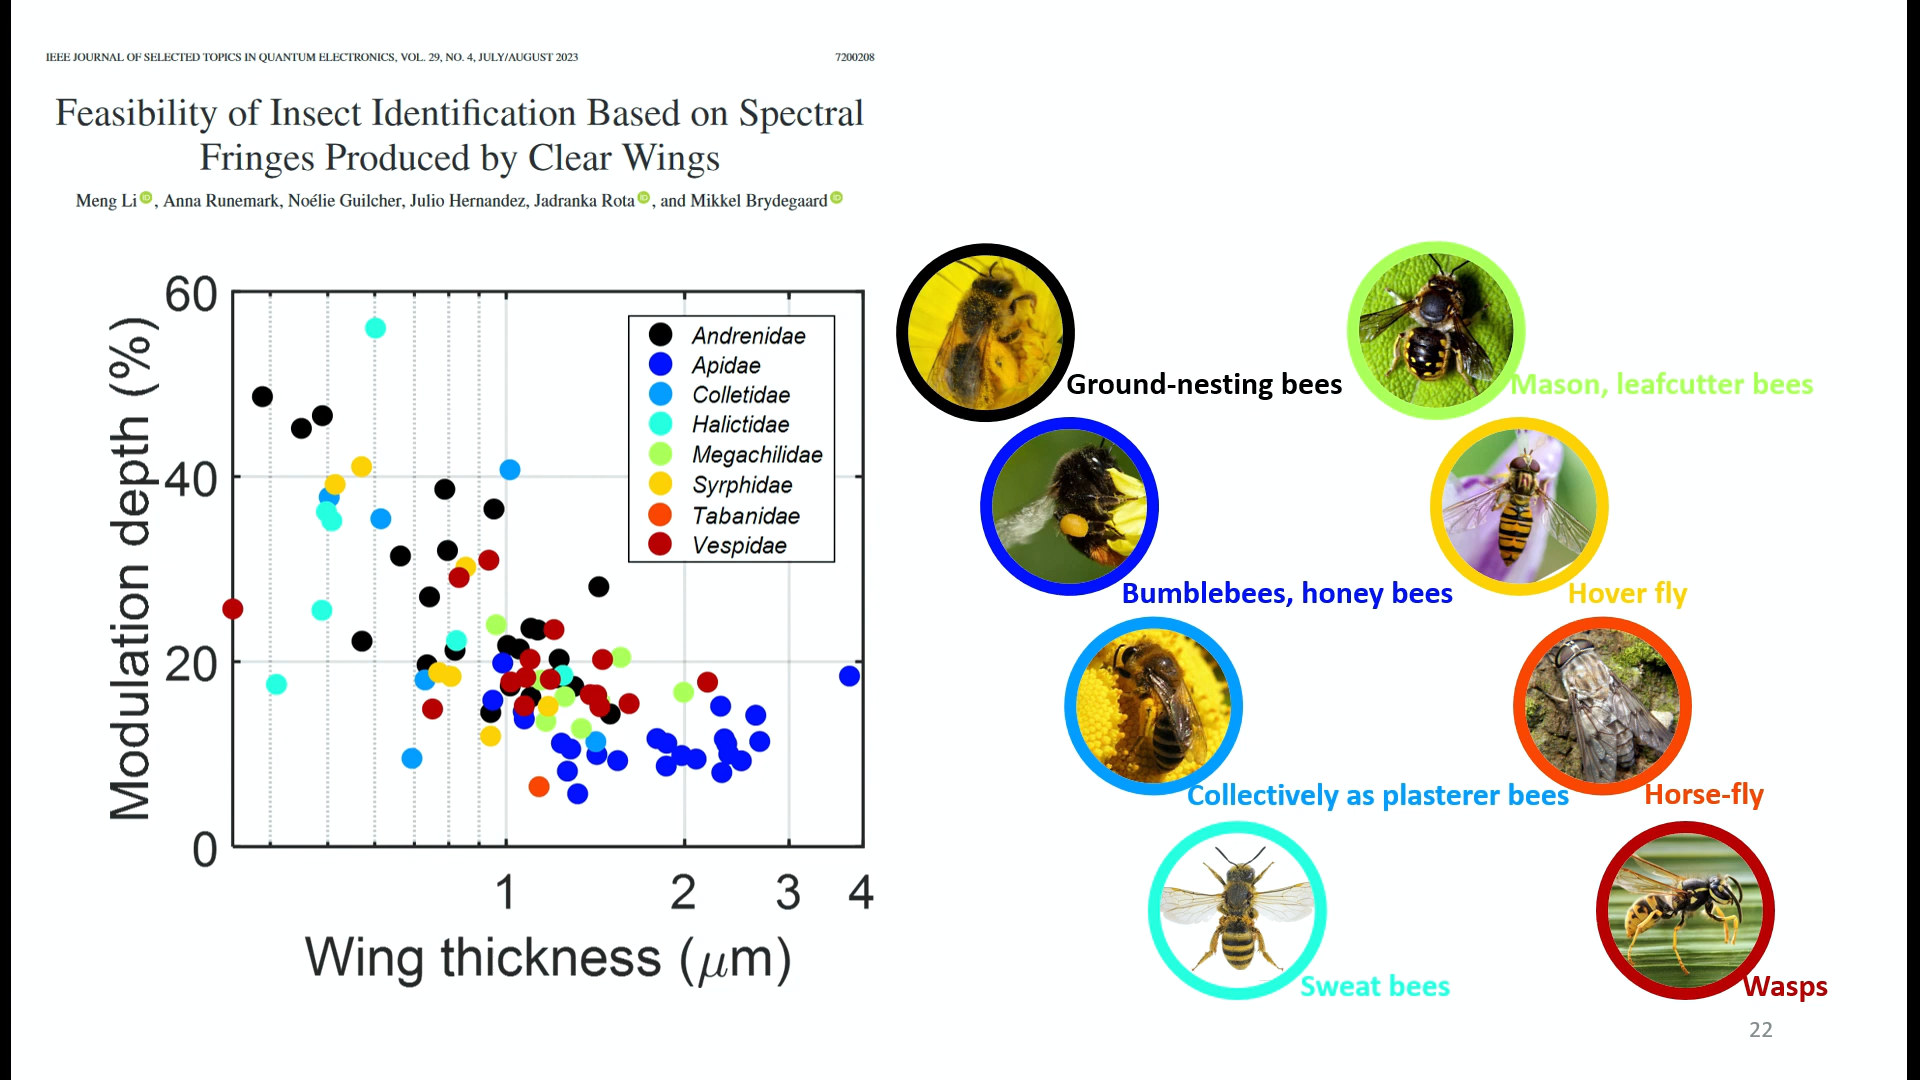 IEEE JOURNAL OF SELECTED TOPICS IN QUANTUM ELECTRONICS, VOL. 29, NO. 4, JULY/AUGUST 2023 7200208
Feasibility of Insect Identification Based on Spectral
Fringes Produced by Clear Wings
Meng Li, Anna Runemark, Noélie Guilcher, Julio Hernandez, Jadranka Rota, and Mikkel Brydegaard
Modulation depth (%)
60
40
20
0
1 2 3 4
Wing thickness (μm)
Andrenidae
Apidae
Colletidae
Halictidae
Megachilidae
Syrphidae
Tabanidae
Vespidae
Ground-nesting bees
Mason, leafcutter bees
Bumblebees, honey bees
Hover fly
Collectively as plasterer bees
Horse-fly
Sweat bees
Wasps
22